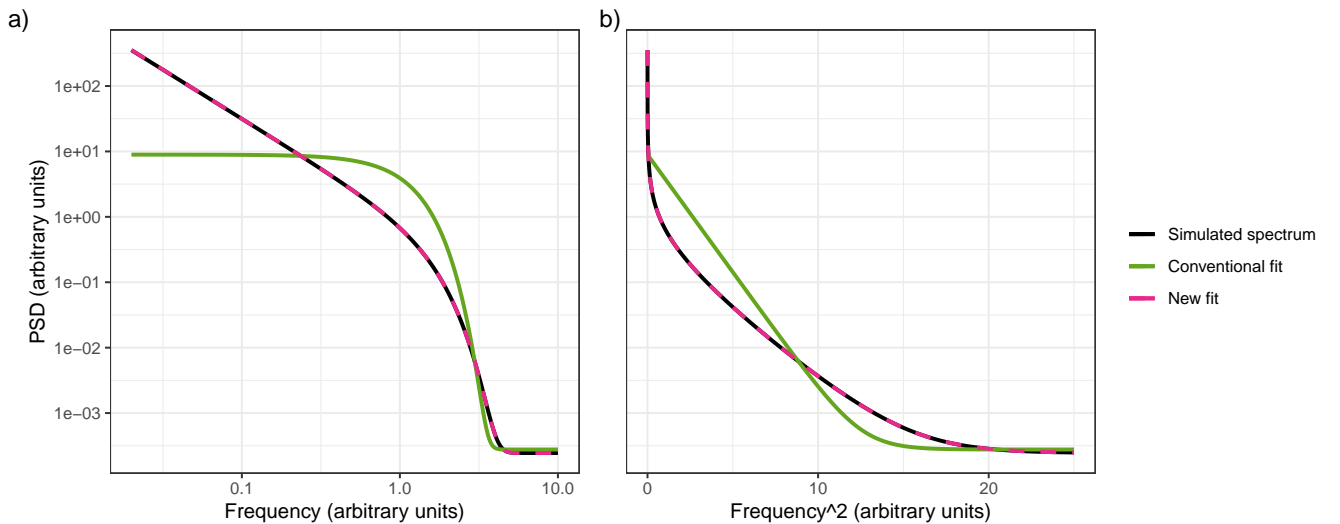 a)
b)
1e+02
1e+01
1e+00
1e−01
1e−02
1e−03
PSD (arbitrary units)
0.1
1.0
10.0
Frequency (arbitrary units)
0
10
20
Frequency^2 (arbitrary units)
Simulated spectrum
Conventional fit
New fit